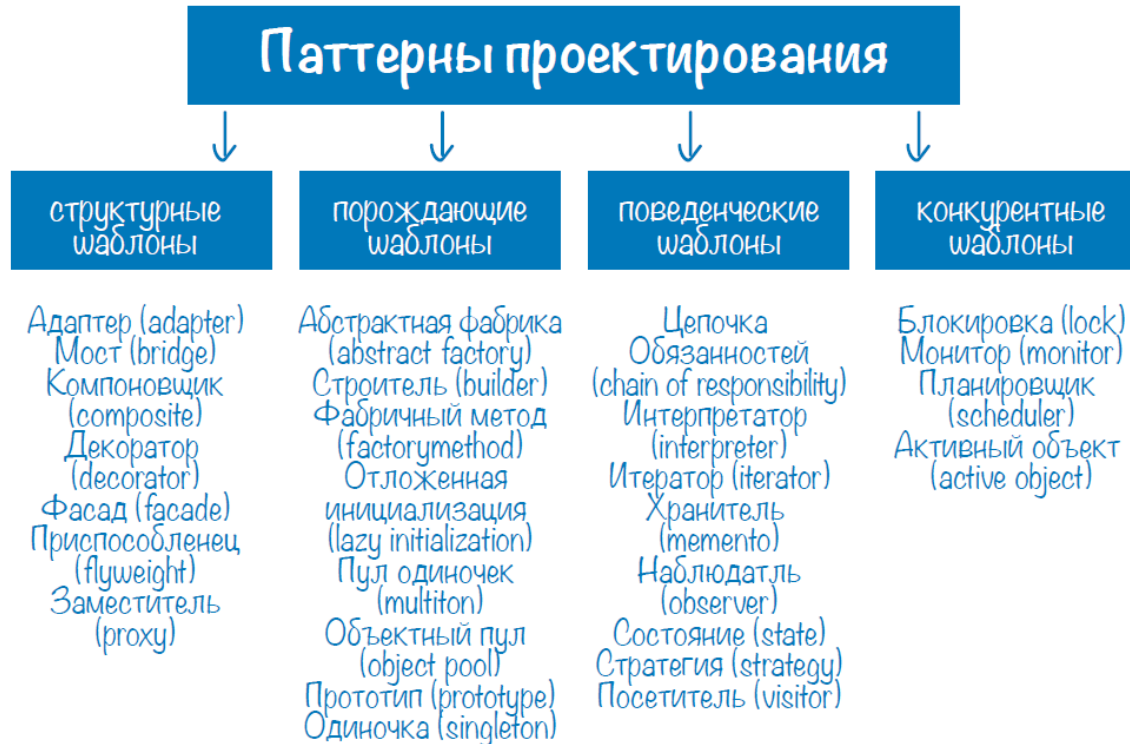 Паттерны проектирования
структурные
шаблоны
Адаптер (adapter)
Мост (bridge)
Компоновщик
(composite)
Декоратор
(decorator)
Фасад (facade)
Приспособленец
(flyweight)
Заместитель
(proxy)
порождающие
шаблоны
Абстрактная фабрика
(abstract factory)
Строитель (builder)
Фабричный метод
(factorymethod)
Отложенная
инициализация
(lazy initialization)
Пул одиночек
(multiton)
Объектный пул
(object pool)
Прототип (prototype)
Одиночка (singleton)
поведенческие
шаблоны
Цепочка
Обязанностей
(chain of responsibility)
Интерпретатор
(interpreter)
Итератор (iterator)
Хранитель
(memento)
Наблюдатль
(observer)
Состояние (state)
Стратегия (strategy)
Посетитель (visitor)
конкурентные
шаблоны
Блокировка (lock)
Монитор (monitor)
Планировщик
(scheduler)
Активный объект
(active object)